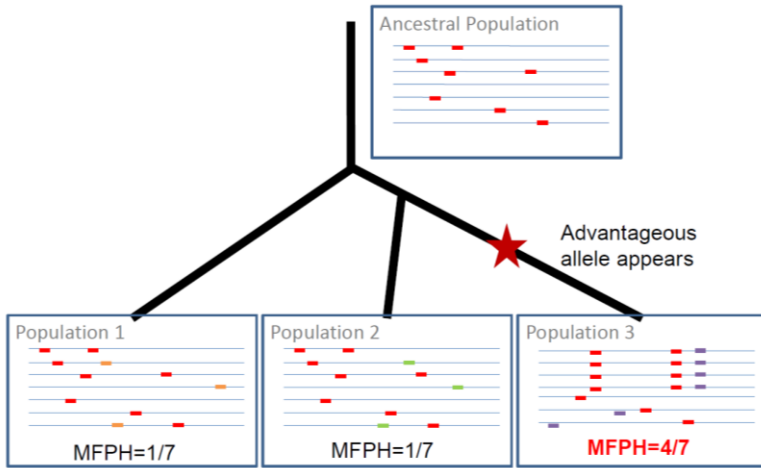 Ancestral Population
Advantageous
allele appears
Population 1
Population 2
Population 3
MFPH=1/7
MFPH=1/7
MFPH=4/7